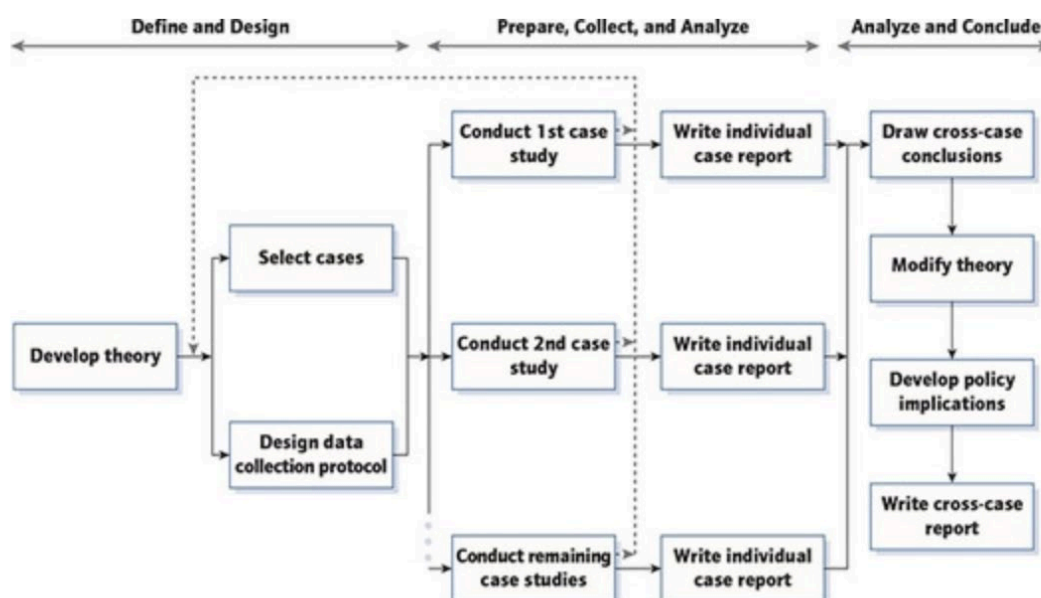 Define and Design
Prepare, Collect, and Analyze
Analyze and Conclude
Conduct 1st case
study
Write individual
case report
Draw cross-case
conclusions
Select cases
Modify theory
Develop theory
Conduct 2nd case
study
Write individual
case report
Develop policy
implications
Design data
collection protocol
Write cross-case
report
Conduct remaining
case studies
Write individual
case report